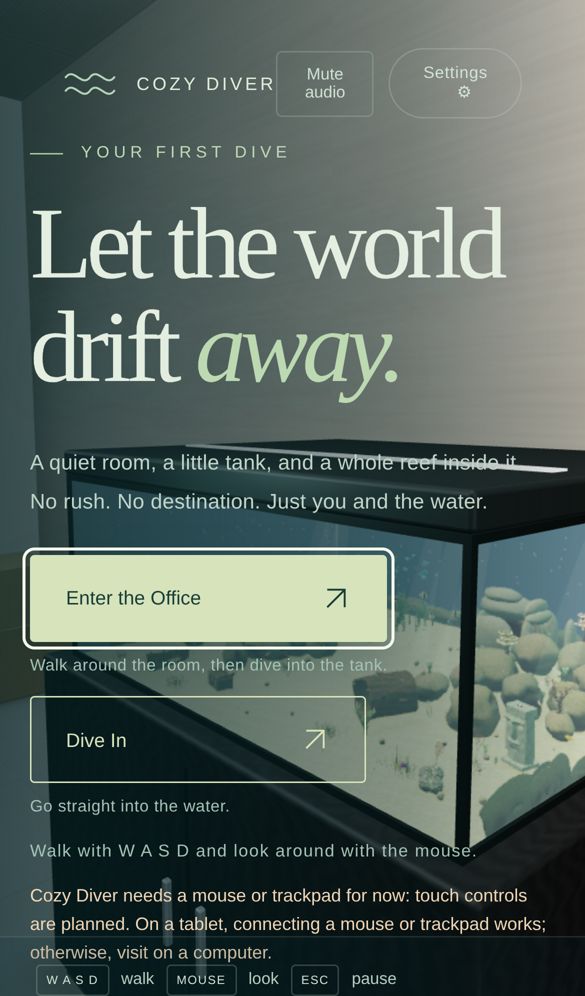 COZY DIVER
Mute
audio
Settings
⚙
YOUR FIRST DIVE
Let the world
drift away.
A quiet room, a little tank, and a whole reef inside it.
No rush. No destination. Just you and the water.
Enter the Office
Walk around the room, then dive into the tank.
Dive In
Go straight into the water.
Walk with W A S D and look around with the mouse.
Cozy Diver needs a mouse or trackpad for now: touch controls
are planned. On a tablet, connecting a mouse or trackpad works;
otherwise, visit on a computer.
W A S D walk MOUSE look ESC pause